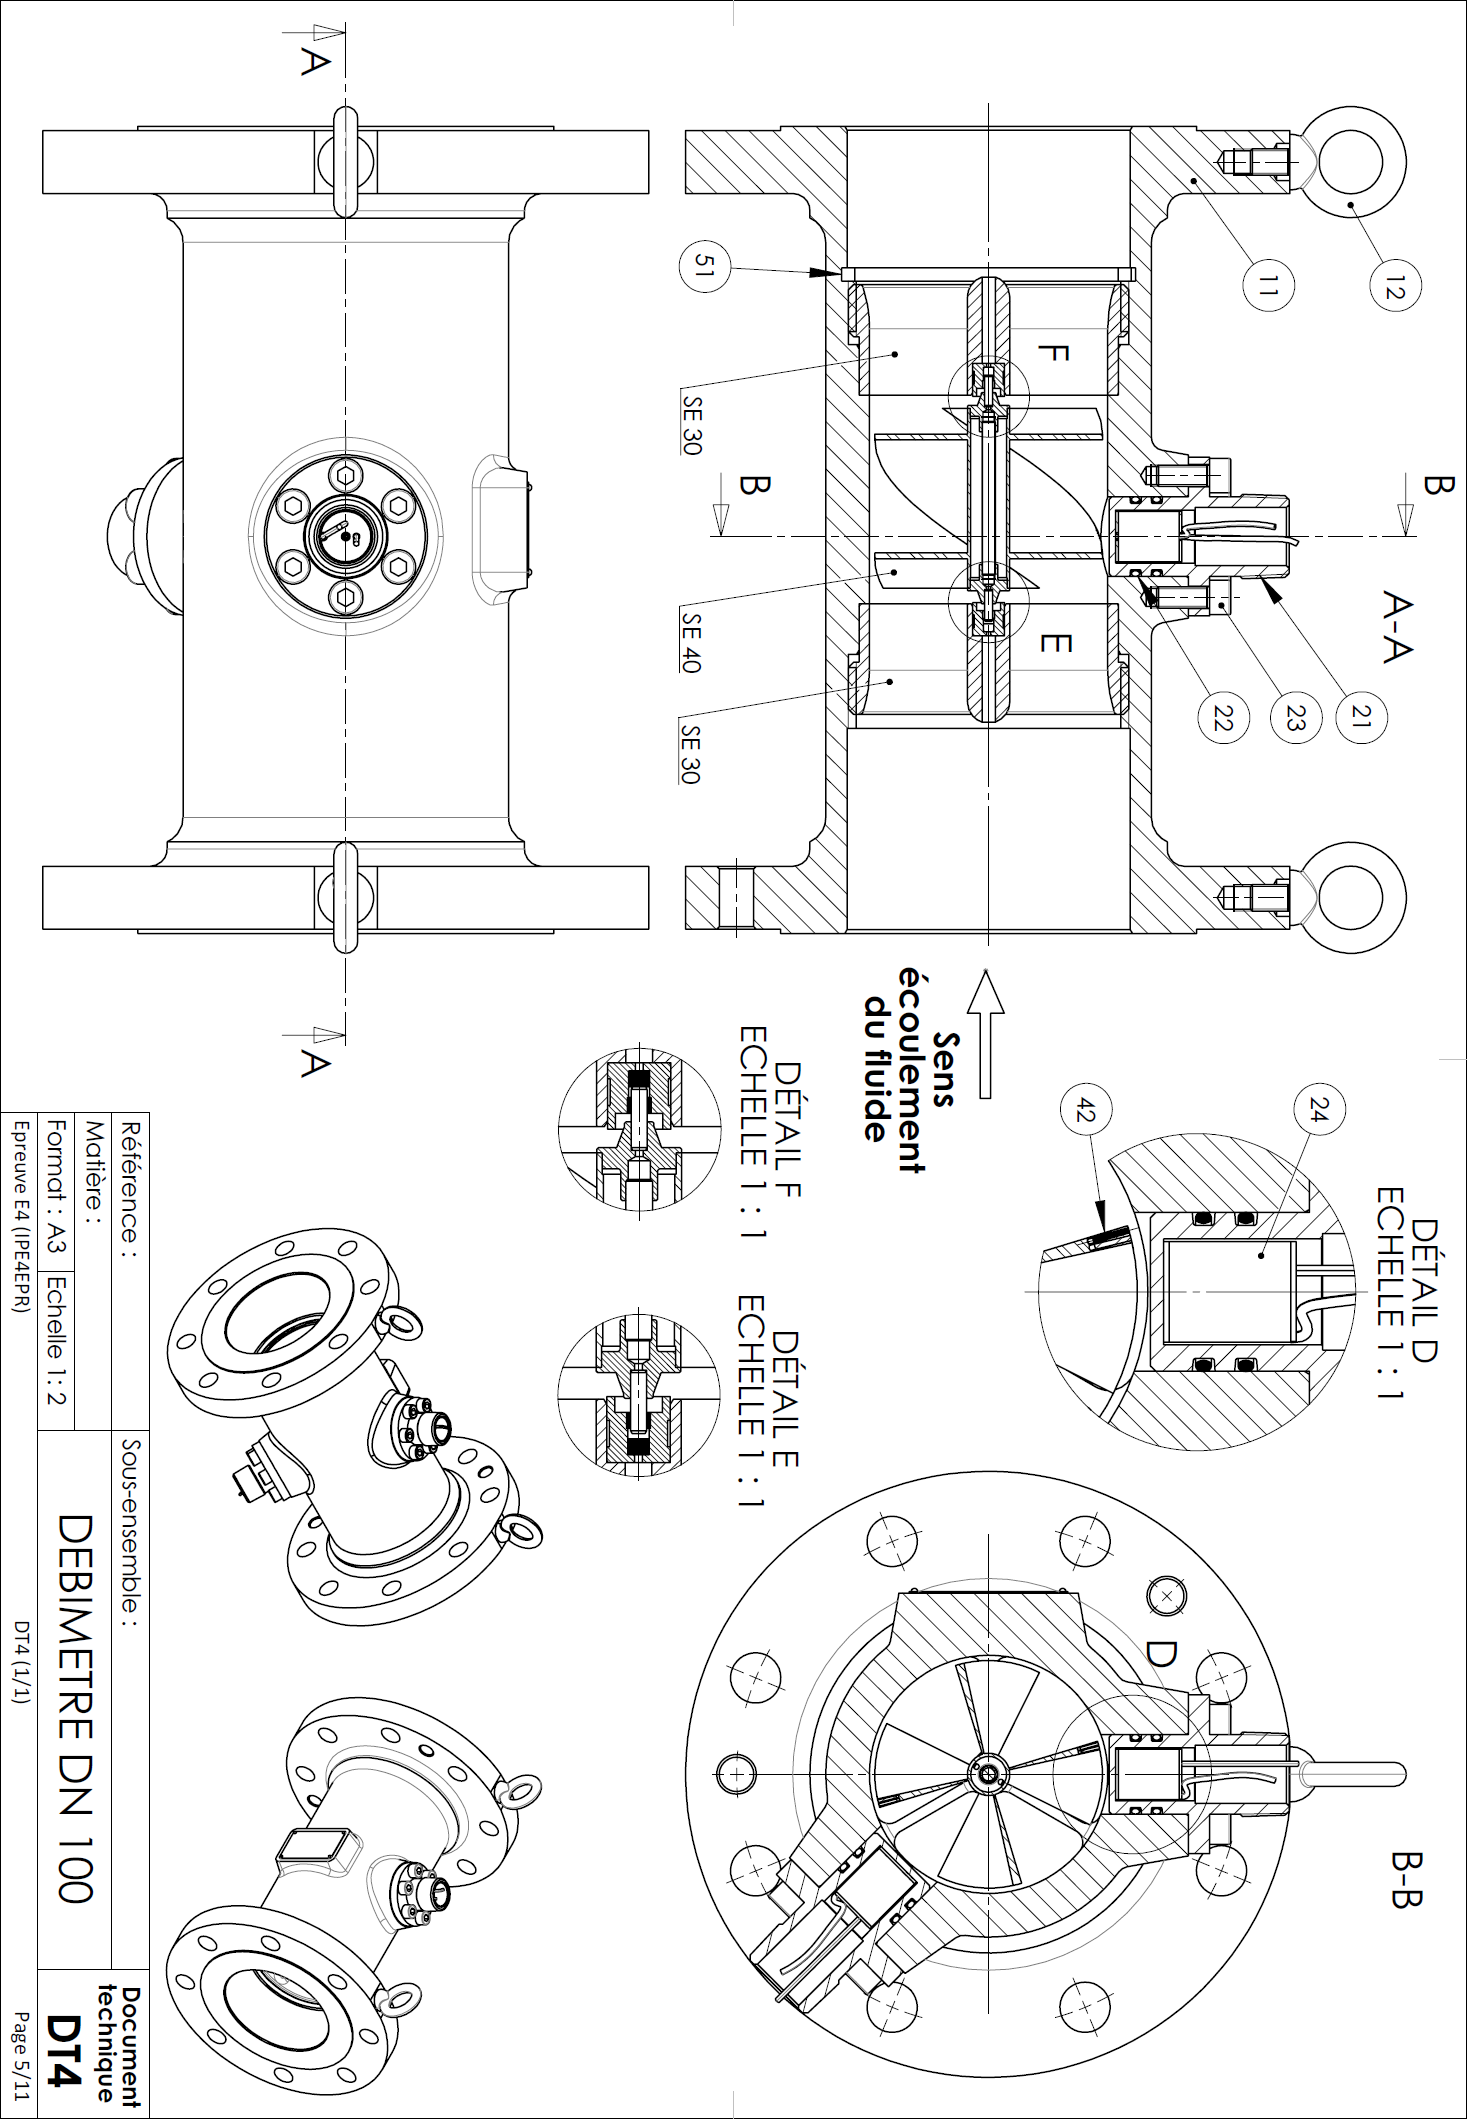 A
A
A-A
B
B
12
11
51
F
E
SE 30
SE 40
SE 30
21
23
22
Sens
écoulement
du fluide
DÉTAIL D
ECHELLE 1 : 1
24
42
DÉTAIL F
ECHELLE 1 : 1
DÉTAIL E
ECHELLE 1 : 1
B-B
D
Référence :
Sous-ensemble :
Matière :
Format : A3
Echelle 1: 2
DEBIMETRE DN 100
Document
technique
DT4
Epreuve E4 (IPE4EPR)
DT4 (1/1)
Page 5/11